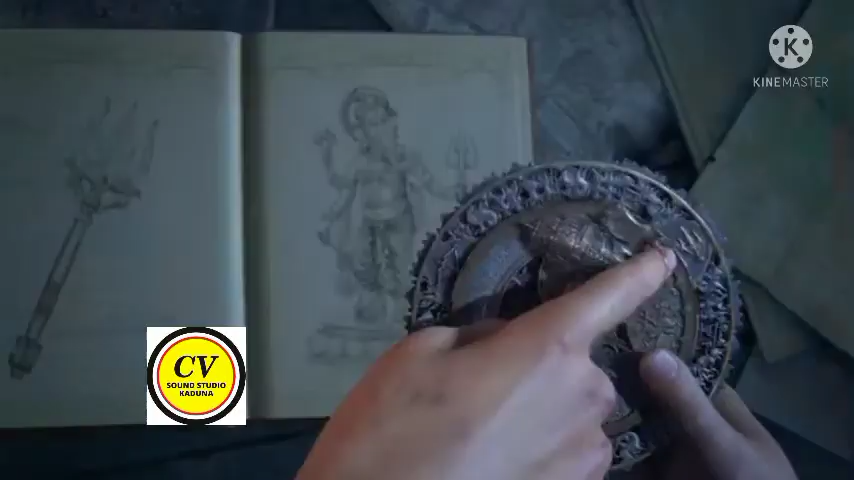 K
KINEMASTER
CV
SOUND STUDIO
KADUNA